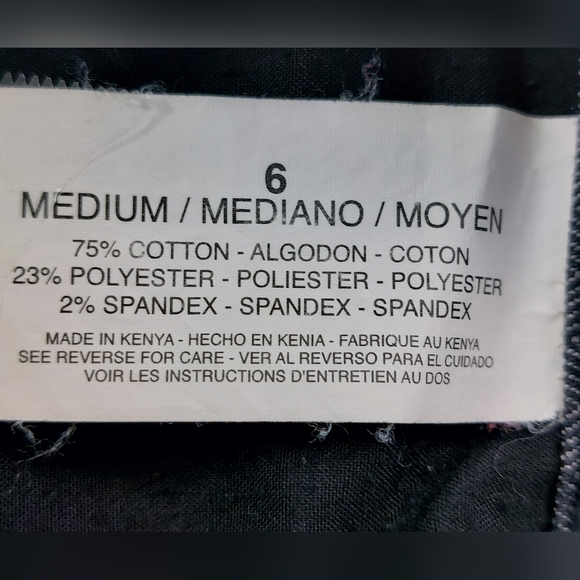 6
MEDIUM / MEDIANO / MOYEN
75% COTTON - ALGODON - COTON
23% POLYESTER - POLIESTER - POLYESTER
2% SPANDEX - SPANDEX - SPANDEX
MADE IN KENYA - HECHO EN KENIA - FABRIQUE AU KENYA
SEE REVERSE FOR CARE - VER AL REVERSO PARA EL CUIDADO
VOIR LES INSTRUCTIONS D'ENTRETIEN AU DOS